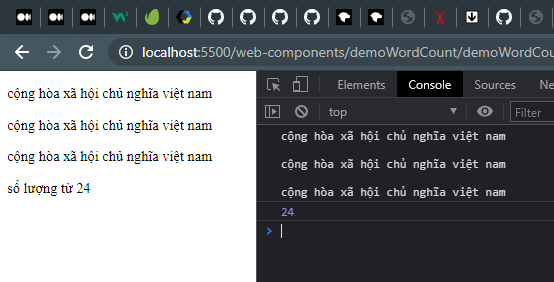 localhost:5500/web-components/demoWordCount/demoWordCou
cộng hòa xã hội chủ nghĩa việt nam
cộng hòa xã hội chủ nghĩa việt nam
cộng hòa xã hội chủ nghĩa việt nam
số lượng từ 24
Elements Console Sources Ne
top Filter
cộng hòa xã hội chủ nghĩa việt nam
cộng hòa xã hội chủ nghĩa việt nam
cộng hòa xã hội chủ nghĩa việt nam
24